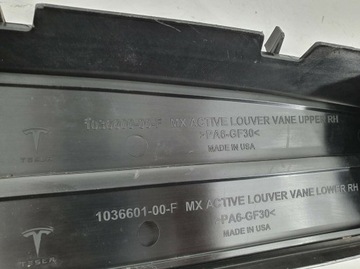 MX ACTIVE LOUVER VANE UPPER RH
>PA6-GF30<
MADE IN USA
TESLA
1036601-00-F MX ACTIVE LOUVER VANE LOWER RH
>PA6-GF30<
MADE IN USA
TESLA